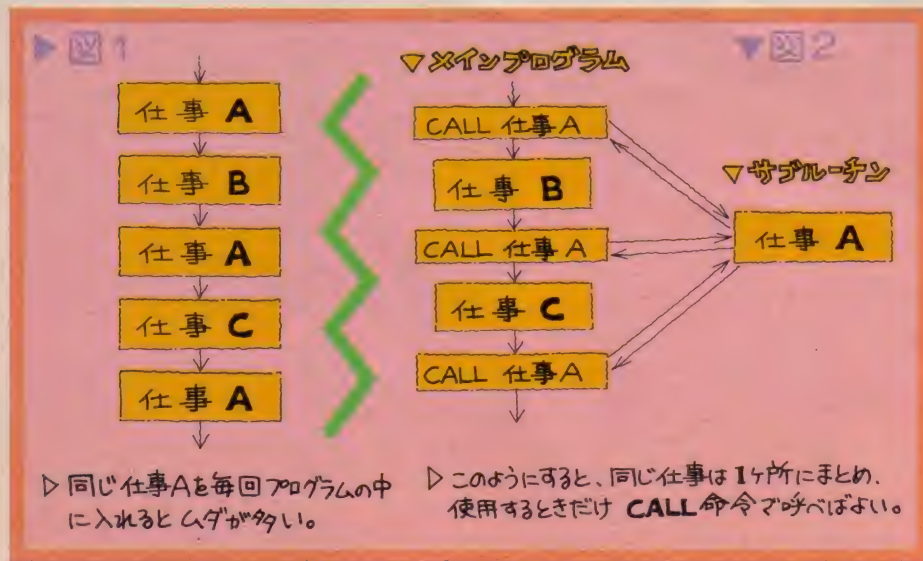 ▶図1
仕事 A
仕事 B
仕事 A
仕事 C
仕事 A
▷同じ仕事Aを毎回プログラムの中
に入れるとムダが多い。
▼図2
▼メインプログラム
CALL 仕事A
仕事 B
CALL 仕事A
仕事 C
CALL 仕事A
▼サブルーチン
仕事 A
▷このようにすると、同じ仕事は1ヶ所にまとめ、
使用するときだけ CALL命令で呼べばよい。